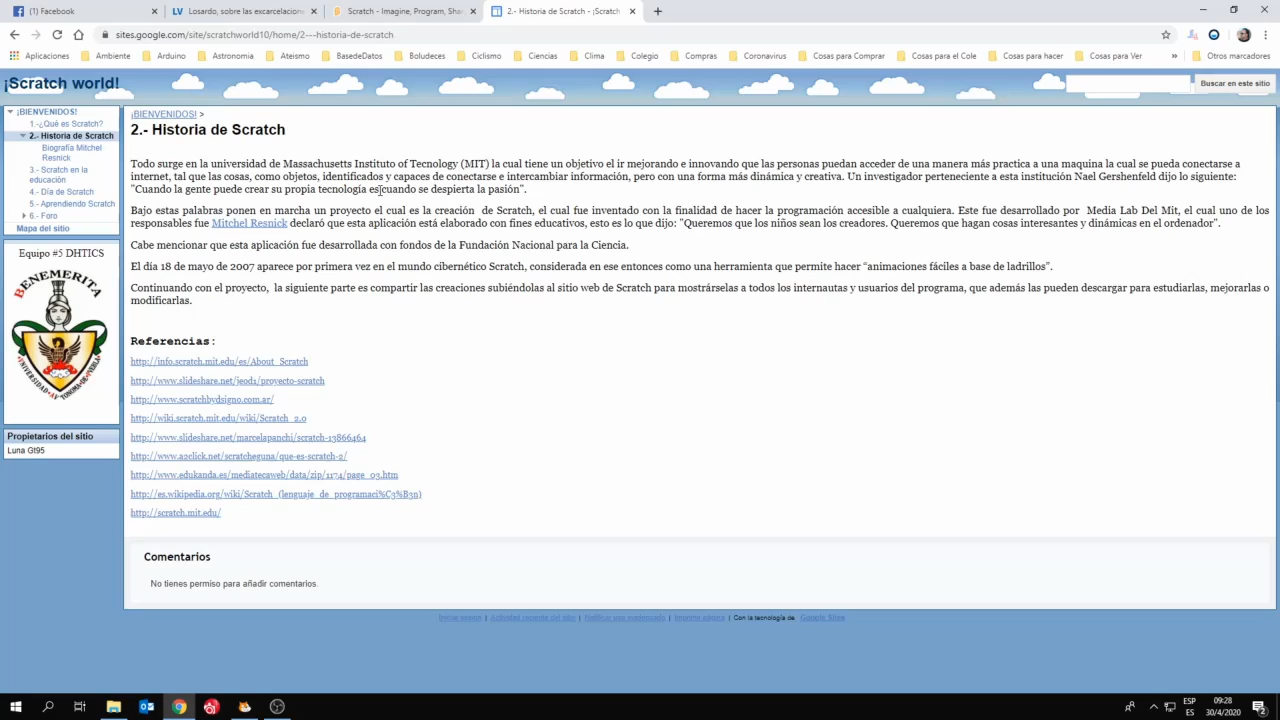 (1) Facebook
Losardo, sobre las excarcelacione
Scratch - Imagine, Program, Sha
2.- Historia de Scratch - ¡Scratch
sites.google.com/site/scratchworld10/home/2---historia-de-scratch
Aplicaciones Ambiente Arduino Astronomia Ateismo BasedeDatos Boludeces Ciclismo Ciencias Clima Colegio Compras Coronavirus Cosas para Comprar Cosas para el Cole Cosas para hacer Cosas para Ver » Otros marcadores
¡Scratch world!
Buscar en este sitio
¡BIENVENIDOS!
1.-¿Qué es Scratch?
2.- Historia de Scratch
Biografía Mitchel
Resnick
3.- Scratch en la
educación
4.- Día de Scratch
5.- Aprendiendo Scratch
6.- Foro
Mapa del sitio
Equipo #5 DHTICS
BENEMERITA
Propietarios del sitio
Luna Gt95
¡BIENVENIDOS! >
2.- Historia de Scratch
Todo surge en la universidad de Massachusetts Instituto of Tecnology (MIT) la cual tiene un objetivo el ir mejorando e innovando que las personas puedan acceder de una manera más practica a una maquina la cual se pueda conectarse a
internet, tal que las cosas, como objetos, identificados y capaces de conectarse e intercambiar información, pero con una forma más dinámica y creativa. Un investigador perteneciente a esta institución Nael Gershenfeld dijo lo siguiente:
"Cuando la gente puede crear su propia tecnología es cuando se despierta la pasión".
Bajo estas palabras ponen en marcha un proyecto el cual es la creación de Scratch, el cual fue inventado con la finalidad de hacer la programación accesible a cualquiera. Este fue desarrollado por Media Lab Del Mit, el cual uno de los
responsables fue Mitchel Resnick declaró que esta aplicación está elaborado con fines educativos, esto es lo que dijo: "Queremos que los niños sean los creadores. Queremos que hagan cosas interesantes y dinámicas en el ordenador".
Cabe mencionar que esta aplicación fue desarrollada con fondos de la Fundación Nacional para la Ciencia.
El día 18 de mayo de 2007 aparece por primera vez en el mundo cibernético Scratch, considerada en ese entonces como una herramienta que permite hacer “animaciones fáciles a base de ladrillos”.
Continuando con el proyecto, la siguiente parte es compartir las creaciones subiéndolas al sitio web de Scratch para mostrárselas a todos los internautas y usuarios del programa, que además las pueden descargar para estudiarlas, mejorarlas o
modificarlas.
Referencias:
http://info.scratch.mit.edu/es/About_Scratch
http://www.slideshare.net/jeod1/proyecto-scratch
http://www.scratchbydsigno.com.ar/
http://wiki.scratch.mit.edu/wiki/Scratch_2.0
http://www.slideshare.net/marcelapanchi/scratch-13866464
http://www.a2click.net/scratcheguna/que-es-scratch-2/
http://www.edukanda.es/mediatecaweb/data/zip/1174/page_03.htm
http://es.wikipedia.org/wiki/Scratch_(lenguaje_de_programaci%C3%B3n)
http://scratch.mit.edu/
Comentarios
No tienes permiso para añadir comentarios.
Iniciar sesión | Actividad reciente del sitio | Notificar uso inadecuado | Imprimir página | Con la tecnología de Google Sites
ESP
ES
09:28
30/4/2020
2